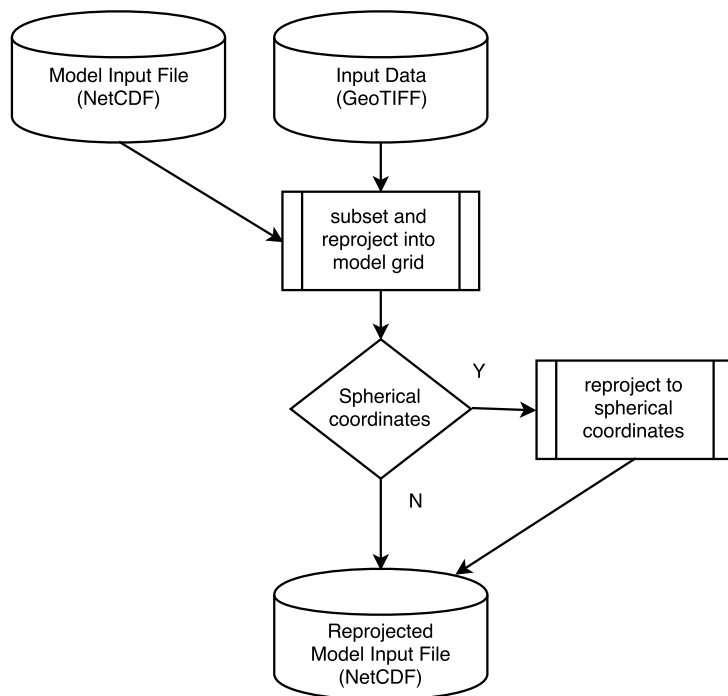 Model Input File
(NetCDF)
Input Data
(GeoTIFF)
subset and
reproject into
model grid
Spherical
coordinates
Y
reproject to
spherical
coordinates
N
Reprojected
Model Input File
(NetCDF)